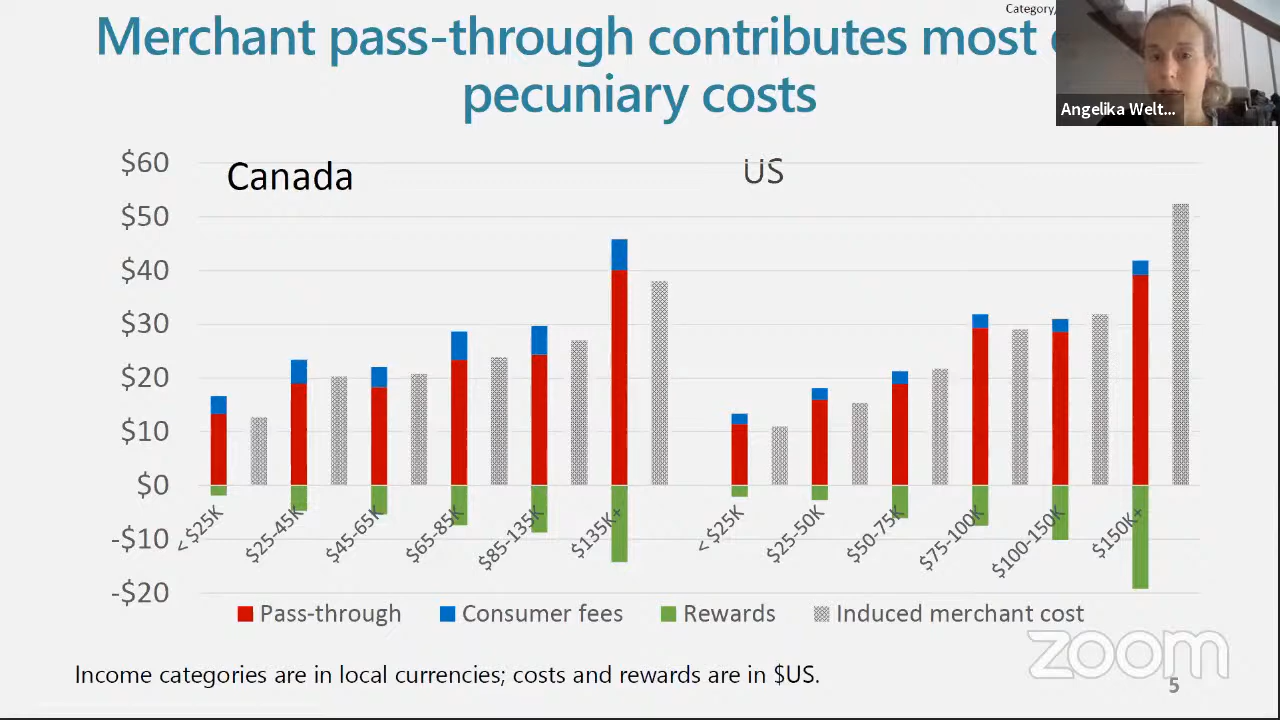 Category/
Merchant pass-through contributes most
pecuniary costs
Angelika Welt...
Canada
US
$60
$50
$40
$30
$20
$10
$0
-$10
-$20
< $25K
$25-45K
$45-65K
$65-85K
$85-135K
$135K+
< $25K
$25-50K
$50-75K
$75-100K
$100-150K
$150K+
Pass-through
Consumer fees
Rewards
Induced merchant cost
zoom
Income categories are in local currencies; costs and rewards are in $US.
5